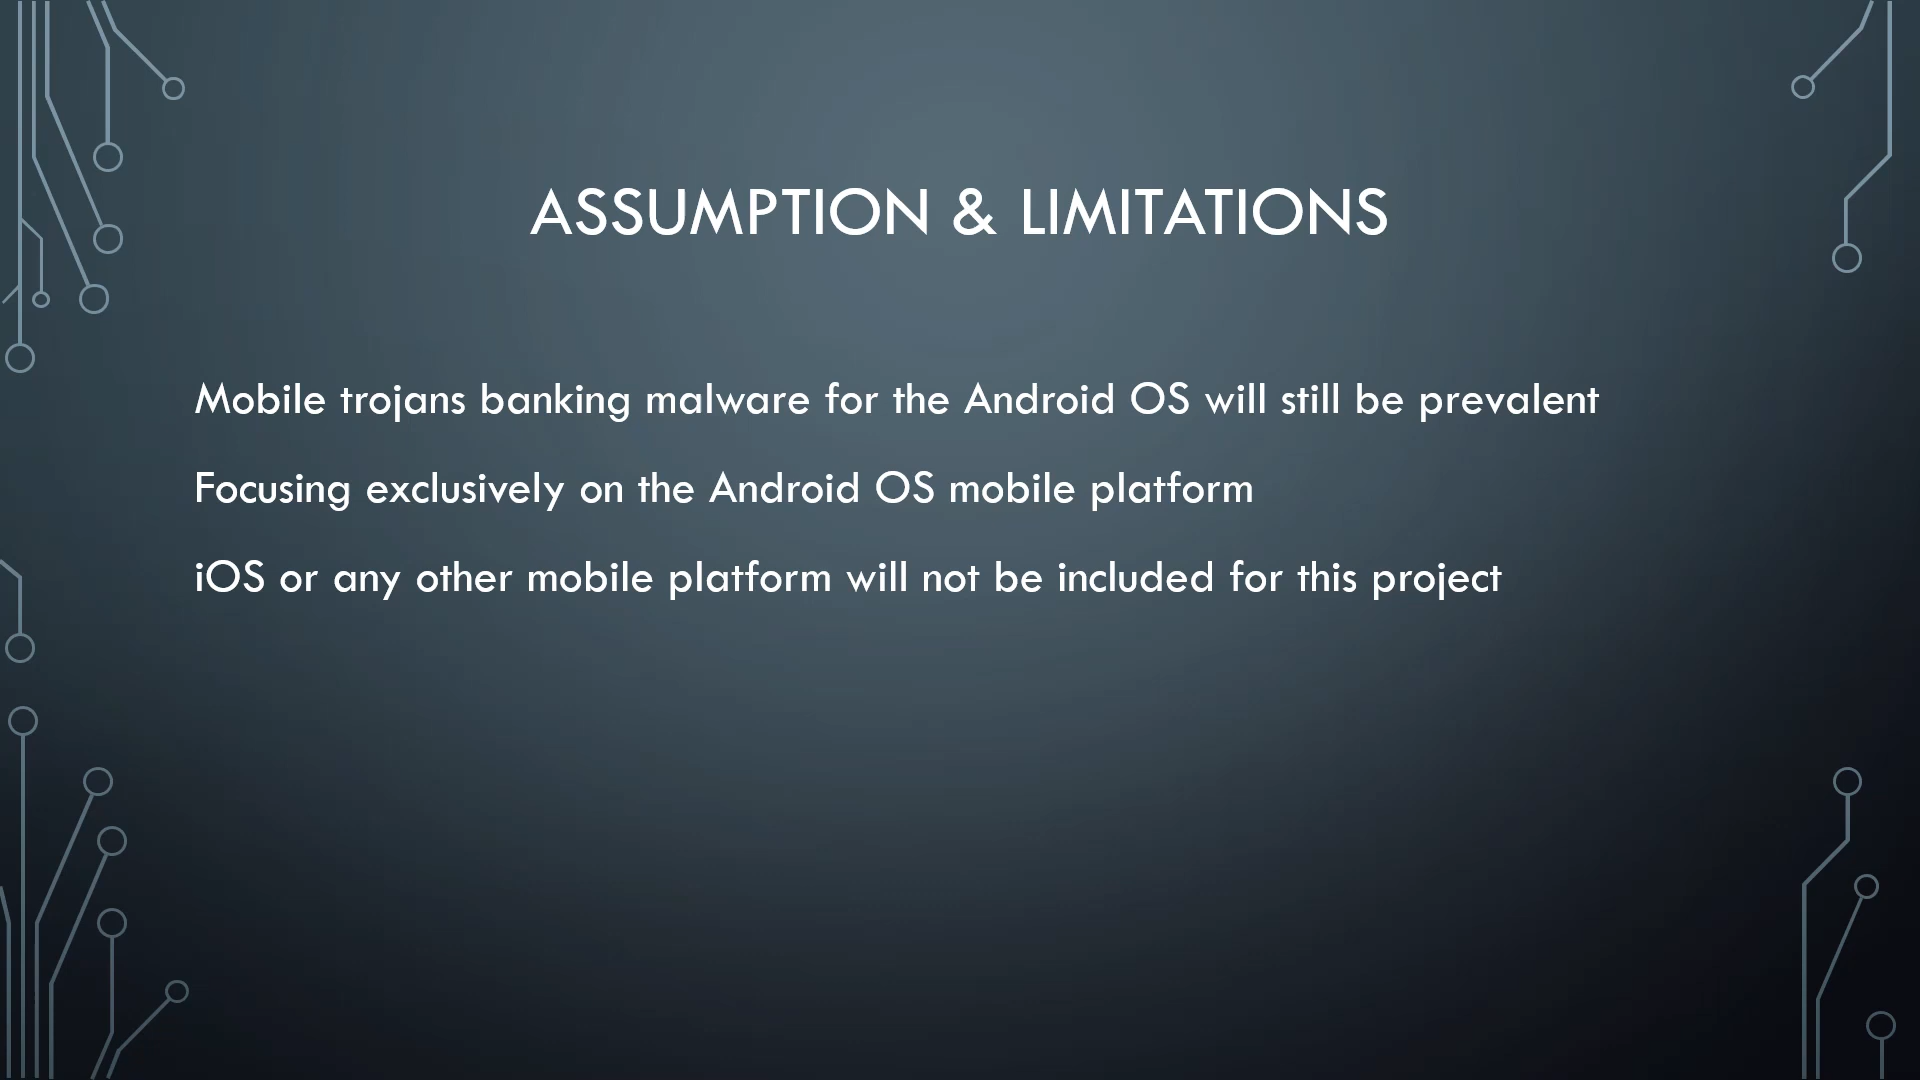 ASSUMPTION & LIMITATIONS
Mobile trojans banking malware for the Android OS will still be prevalent
Focusing exclusively on the Android OS mobile platform
iOS or any other mobile platform will not be included for this project